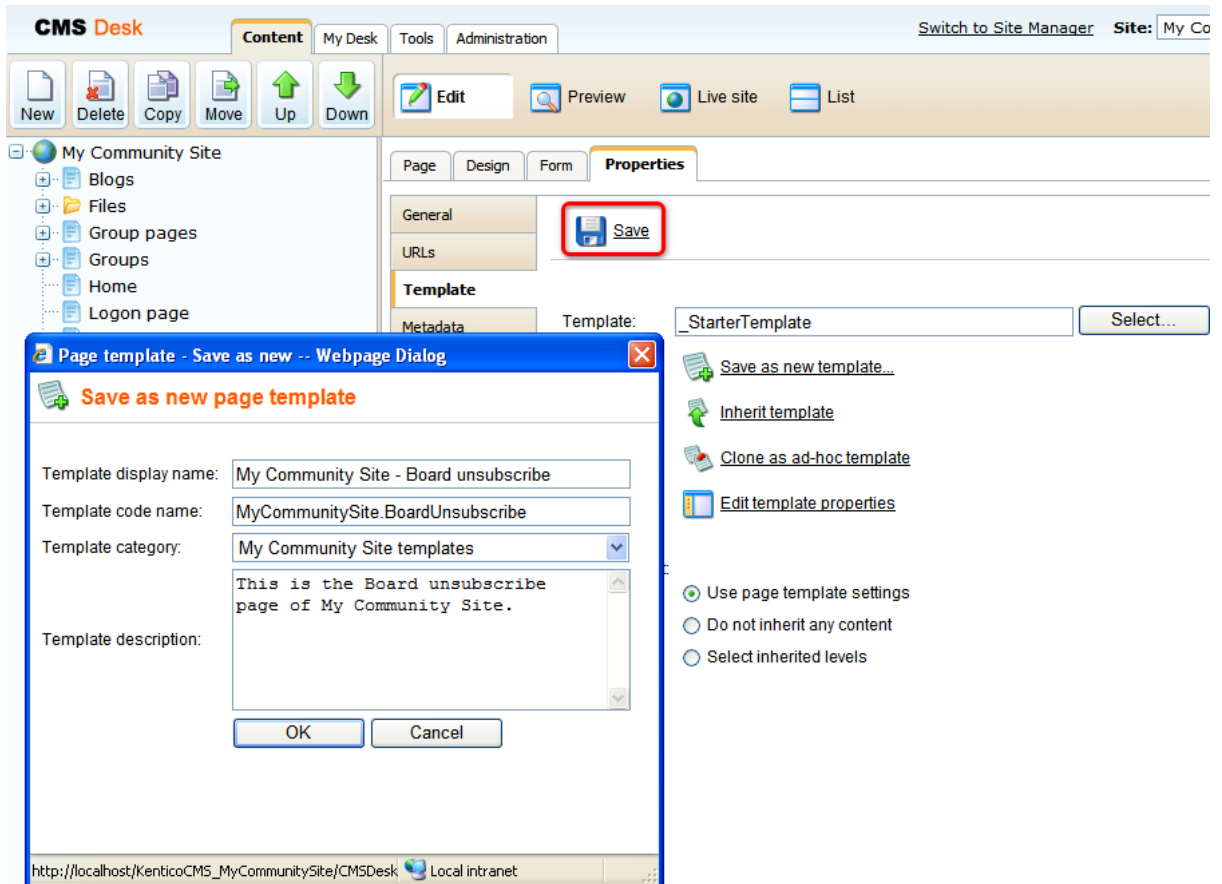 CMS Desk
Content
My Desk
Tools
Administration
Switch to Site Manager
Site: My Co
New
Delete
Copy
Move
Up
Down
Edit
Preview
Live site
List
My Community Site
Blogs
Files
Group pages
Groups
Home
Logon page
Page
Design
Form
Properties
General
URLs
Template
Metadata
Save
Template: _StarterTemplate
Select...
Save as new template...
Inherit template
Clone as ad-hoc template
Edit template properties
Use page template settings
Do not inherit any content
Select inherited levels
Page template - Save as new -- Webpage Dialog
Save as new page template
Template display name: My Community Site - Board unsubscribe
Template code name: MyCommunitySite.BoardUnsubscribe
Template category: My Community Site templates
Template description:
This is the Board unsubscribe
page of My Community Site.
OK
Cancel
http://localhost/KenticoCMS_MyCommunitySite/CMSDesk
Local intranet